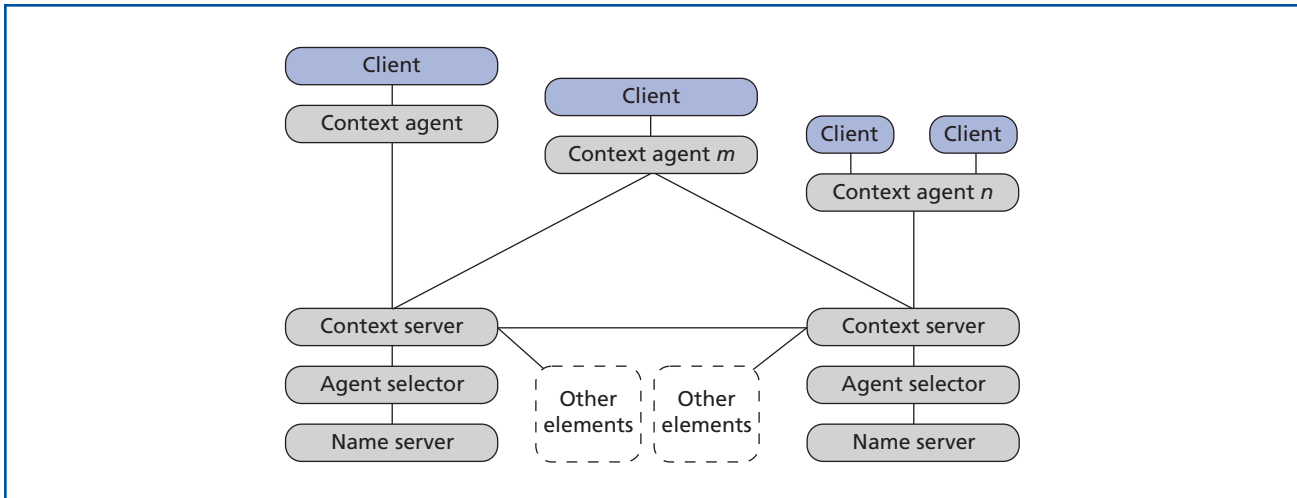 Client
Context agent
Client
Context agent m
Client
Client
Context agent n
Context server
Agent selector
Name server
Other
elements
Other
elements
Context server
Agent selector
Name server